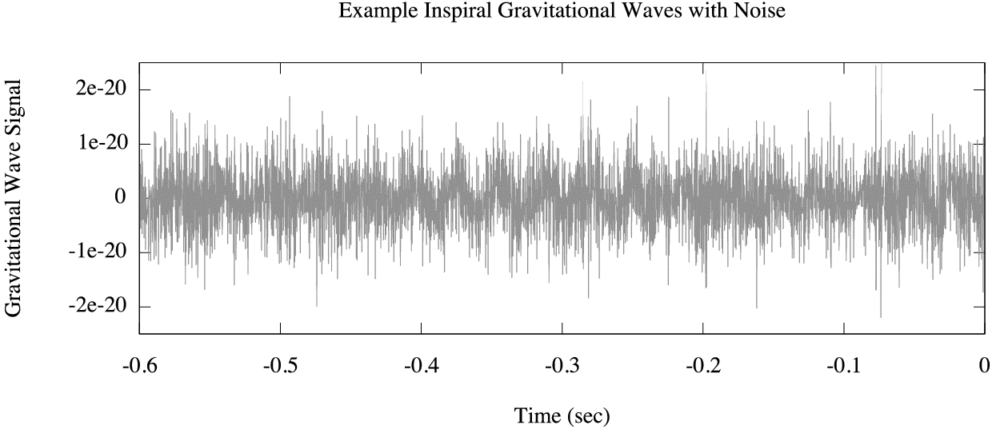 Example Inspiral Gravitational Waves with Noise
Gravitational Wave Signal
2e-20
1e-20
0
-1e-20
-2e-20
-0.6 -0.5 -0.4 -0.3 -0.2 -0.1 0
Time (sec)